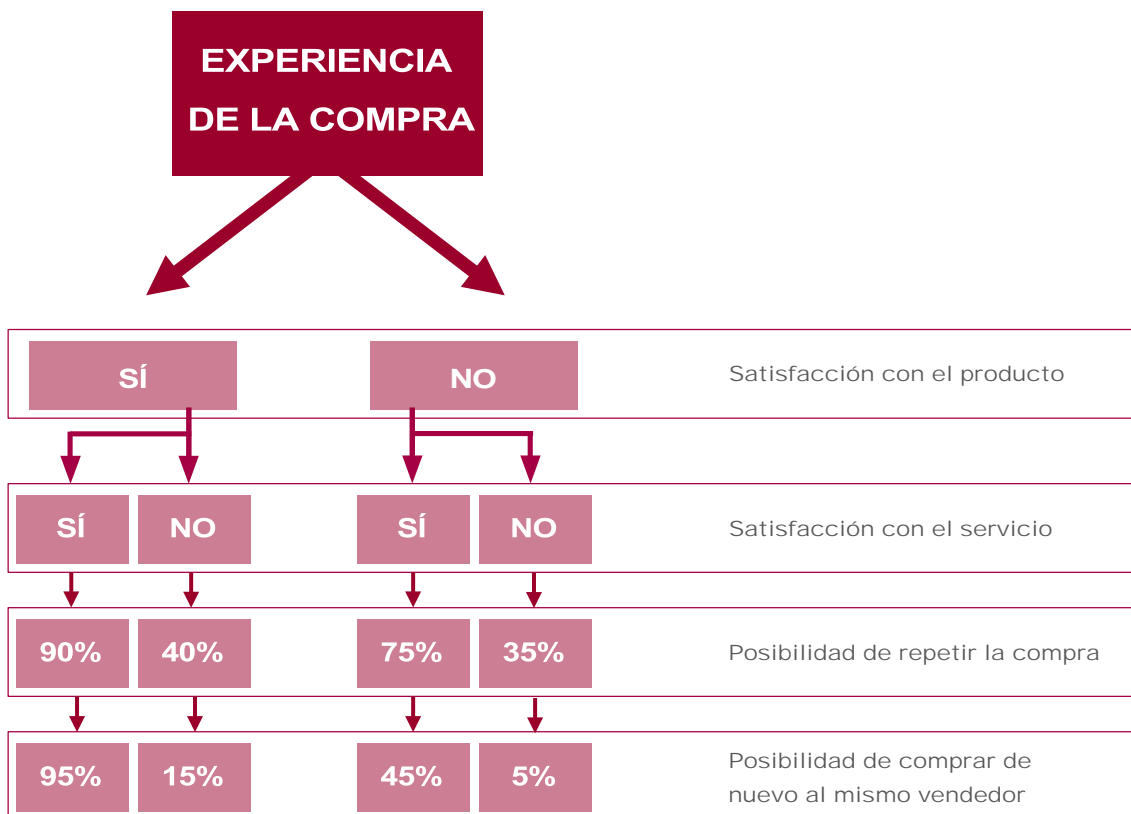 EXPERIENCIA
DE LA COMPRA
SÍ NO Satisfacción con el producto
SÍ NO SÍ NO Satisfacción con el servicio
90% 40% 75% 35% Posibilidad de repetir la compra
95% 15% 45% 5% Posibilidad de comprar de
nuevo al mismo vendedor